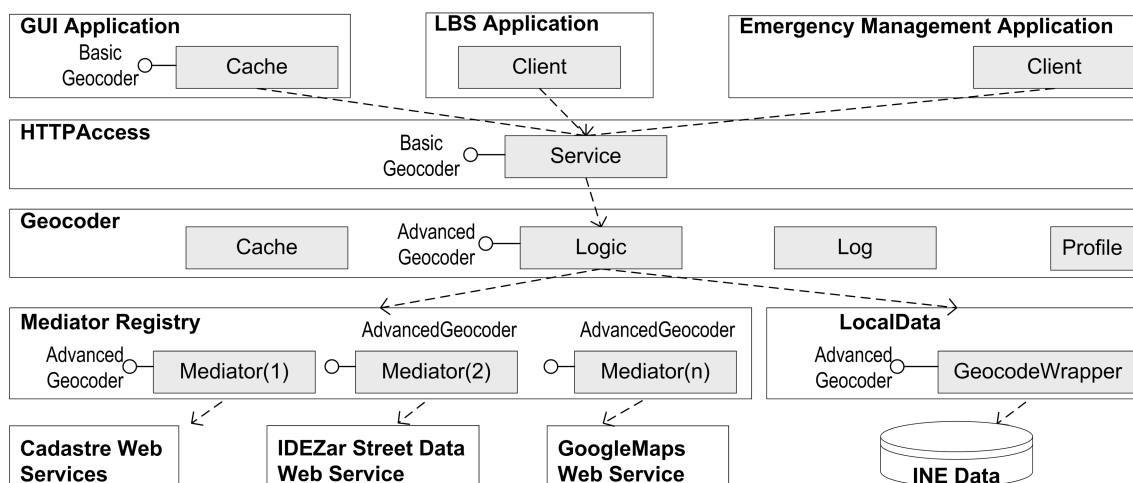 GUI Application
LBS Application
Emergency Management Application
Basic
Geocoder
Cache
Client
Client
HTTPAccess
Basic
Geocoder
Service
Geocoder
Cache
Advanced
Geocoder
Logic
Log
Profile
Mediator Registry
LocalData
AdvancedGeocoder
AdvancedGeocoder
Advanced
Geocoder
Mediator(1)
Mediator(2)
Mediator(n)
Advanced
Geocoder
GeocodeWrapper
Cadastre Web
Services
IDEZar Street Data
Web Service
GoogleMaps
Web Service
INE Data